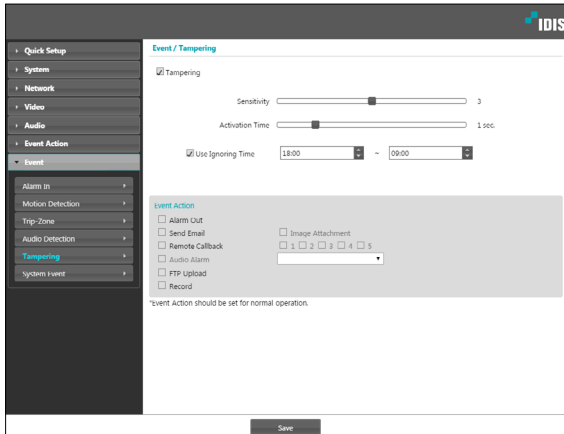 IDIS
Quick Setup
System
Network
Video
Audio
Event Action
Event
Alarm In
Motion Detection
Trip-Zone
Audio Detection
Tampering
System Event
Event / Tampering
Tampering
Sensitivity 3
Activation Time 1 sec.
Use Ignoring Time 18:00 ~ 09:00
Event Action
Alarm Out
Send Email Image Attachment
Remote Callback 1 2 3 4 5
Audio Alarm
FTP Upload
Record
*Event Action should be set for normal operation.
Save